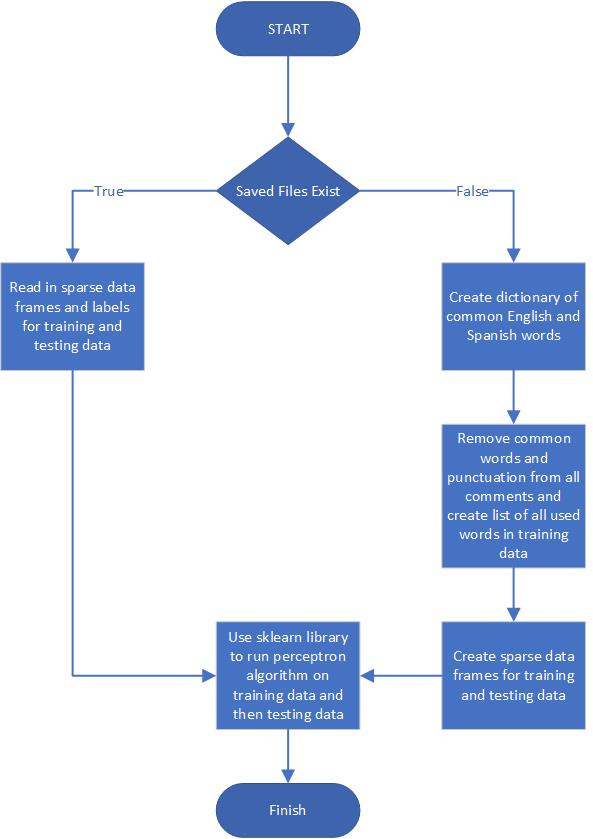 START
Saved Files Exist
True
False
Read in sparse data
frames and labels
for training and
testing data
Create dictionary of
common English and
Spanish words
Remove common
words and
punctuation from all
comments and
create list of all used
words in training
data
Use sklearn library
to run perceptron
algorithm on
training data and
then testing data
Create sparse data
frames for training
and testing data
Finish